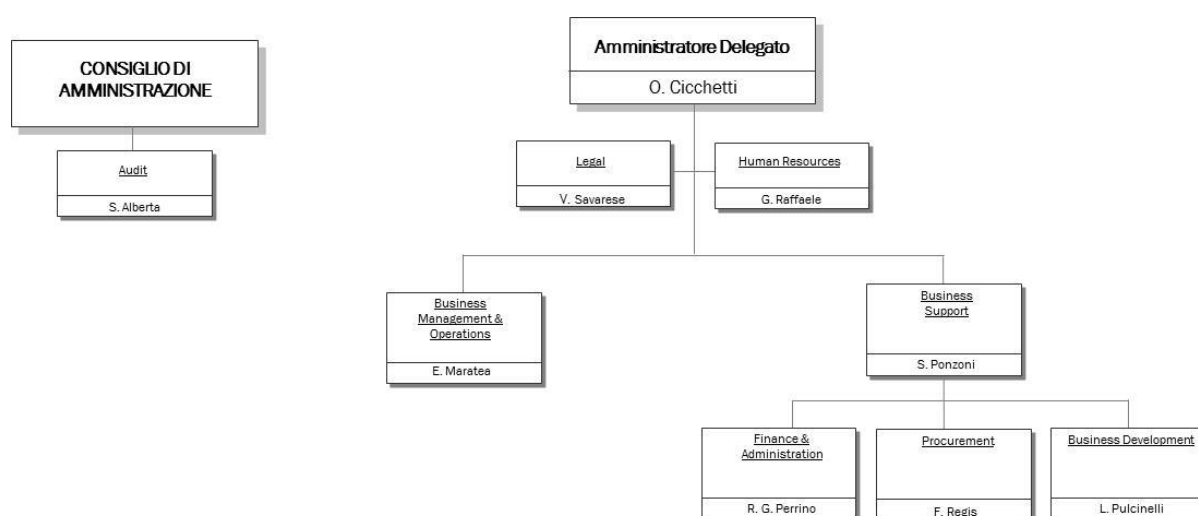 CONSIGLIO DI
AMMINISTRAZIONE
Audit
S. Alberta
Amministratore Delegato
O. Cicchetti
Legal
V. Savarese
Human Resources
G. Raffaele
Business
Management &
Operations
E. Maratea
Business
Support
S. Ponzoni
Finance &
Administration
R. G. Perrino
Procurement
F. Regis
Business Development
L. Pulcinelli